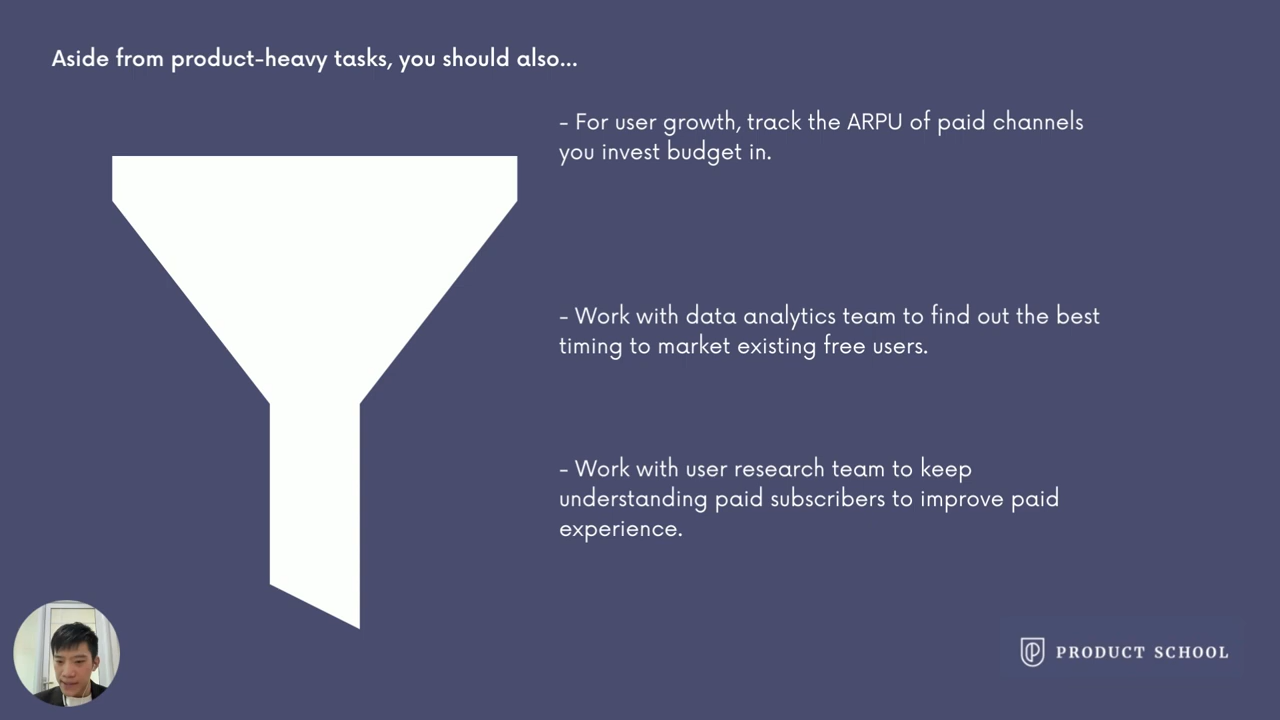 Aside from product-heavy tasks, you should also...
- For user growth, track the ARPU of paid channels
you invest budget in.
- Work with data analytics team to find out the best
timing to market existing free users.
- Work with user research team to keep
understanding paid subscribers to improve paid
experience.
PRODUCT SCHOOL